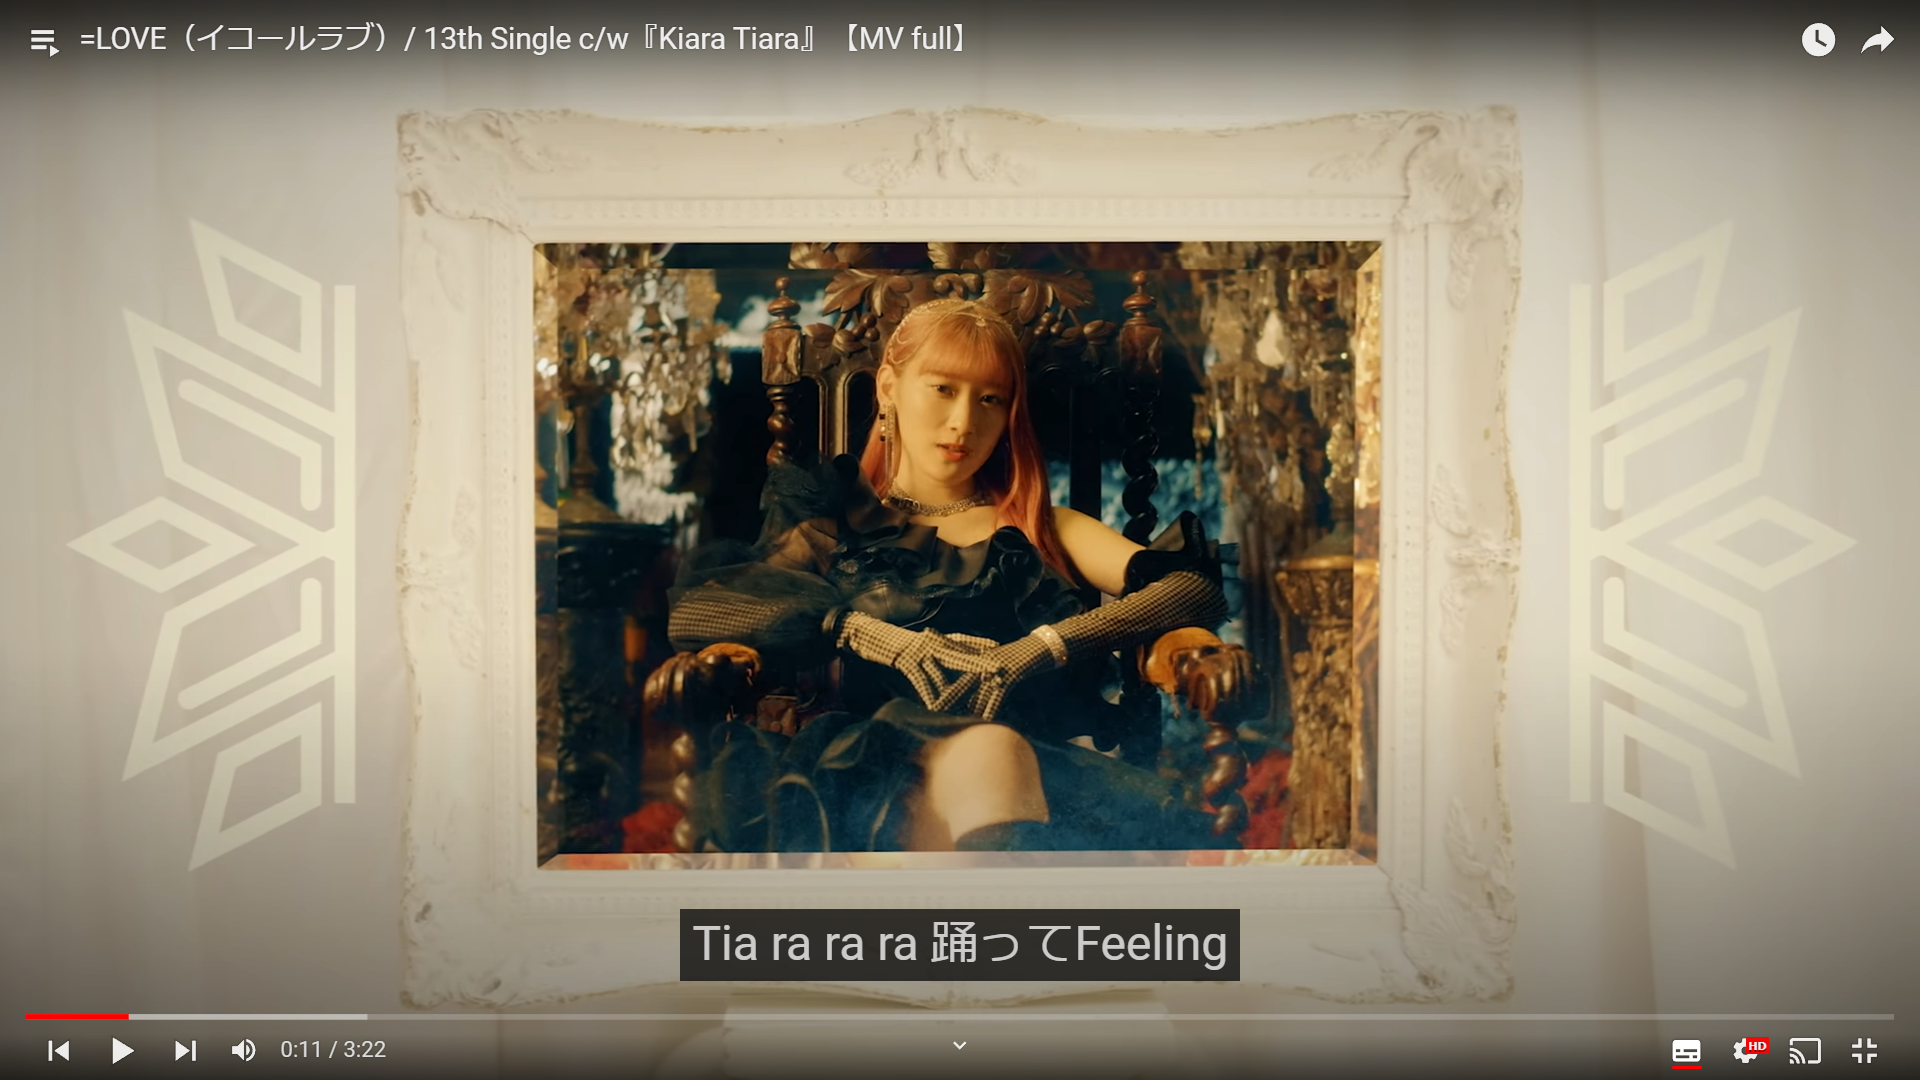 =LOVE（イコールラブ）/ 13th Single c/w『Kiara Tiara』【MV full】
Tia ra ra ra 踊ってFeeling
0:11 / 3:22
HD